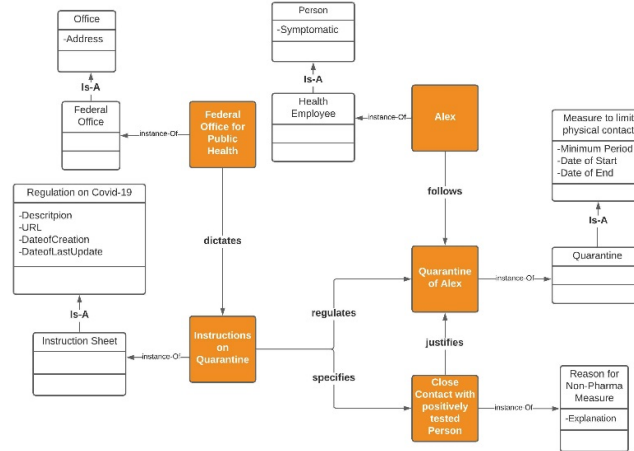 Office
-Address
Is-A
Federal
Office
instance-Of
Federal
Office for
Public
Health
Person
-Symptomatic
Is-A
Health
Employee
instance-Of
Alex
Measure to limit
physical contact
-Minimum Period
-Date of Start
-Date of End
Is-A
follows
dictates
Regulation on Covid-19
-Descritpion
-URL
-DateofCreation
-DateofLastUpdate
Is-A
Quarantine
of Alex
instance-Of
Quarantine
regulates
justifies
specifies
Instruction Sheet
instance-Of
Instructions
on
Quarantine
Close
Contact with
positively
tested
Person
instance Of
Reason for
Non-Pharma
Measure
-Explanation